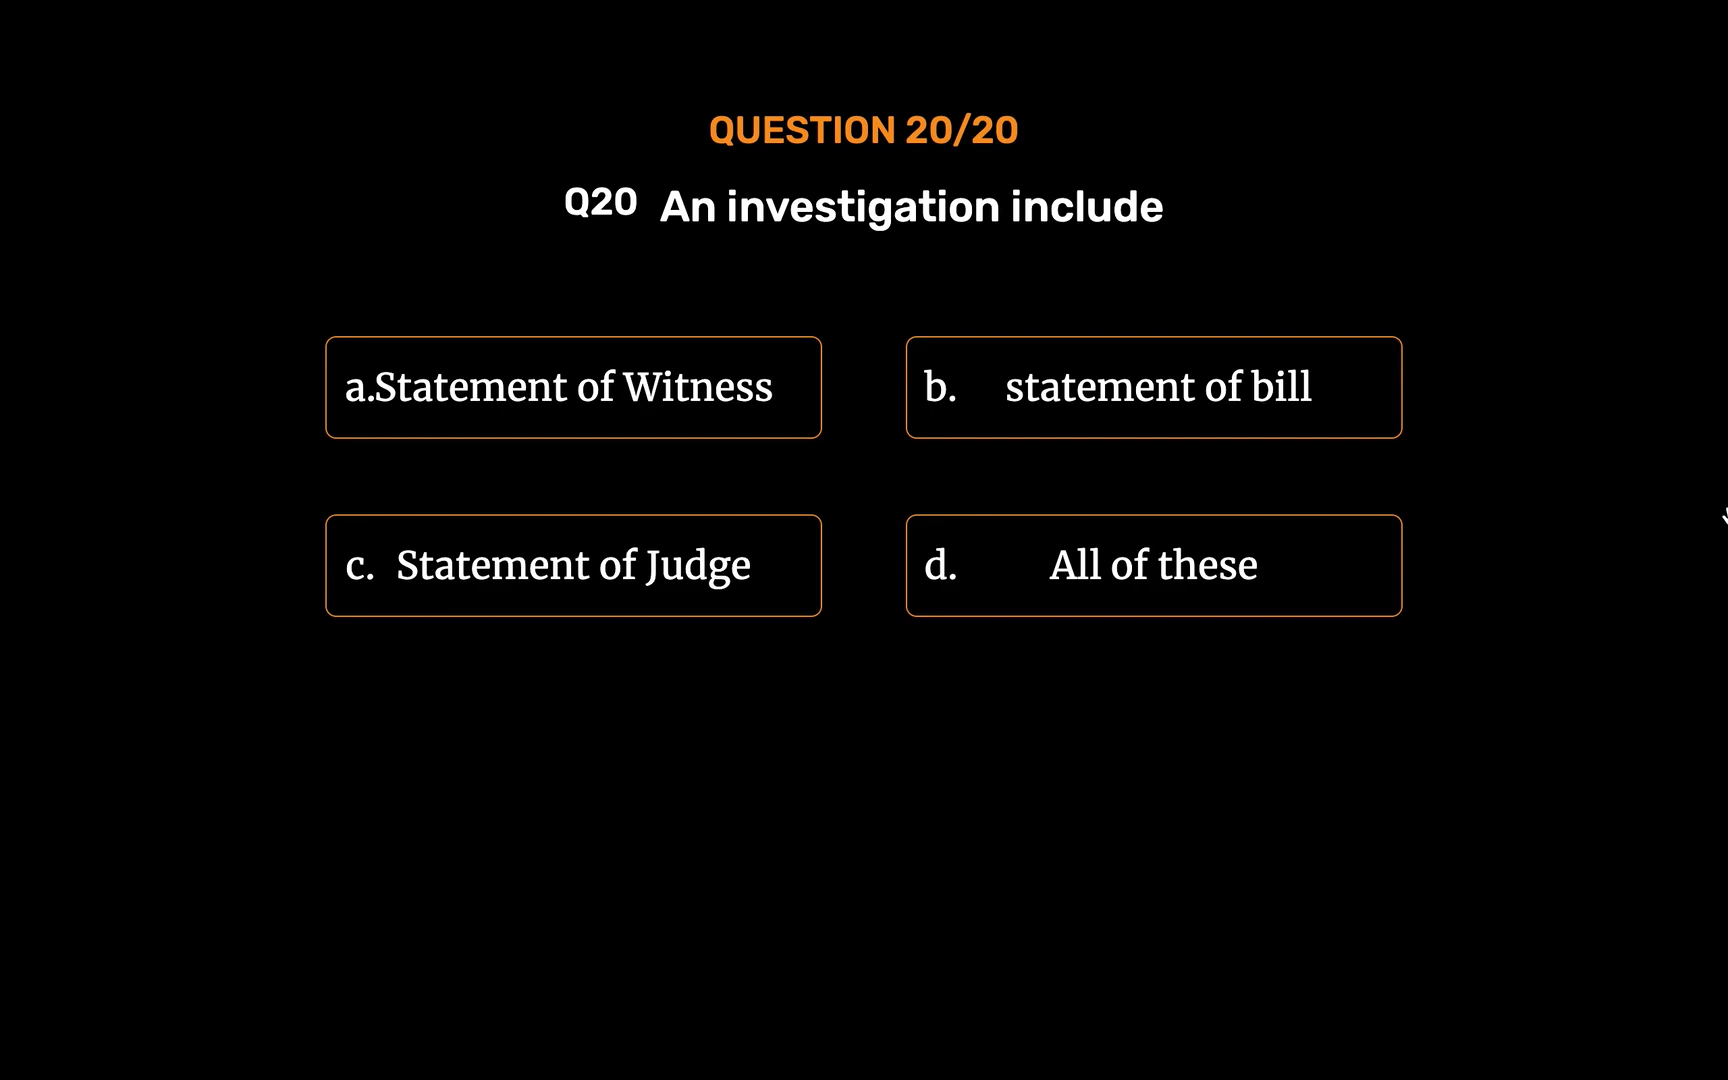 QUESTION 20/20
Q20 An investigation include
a.Statement of Witness
b. statement of bill
c. Statement of Judge
d. All of these